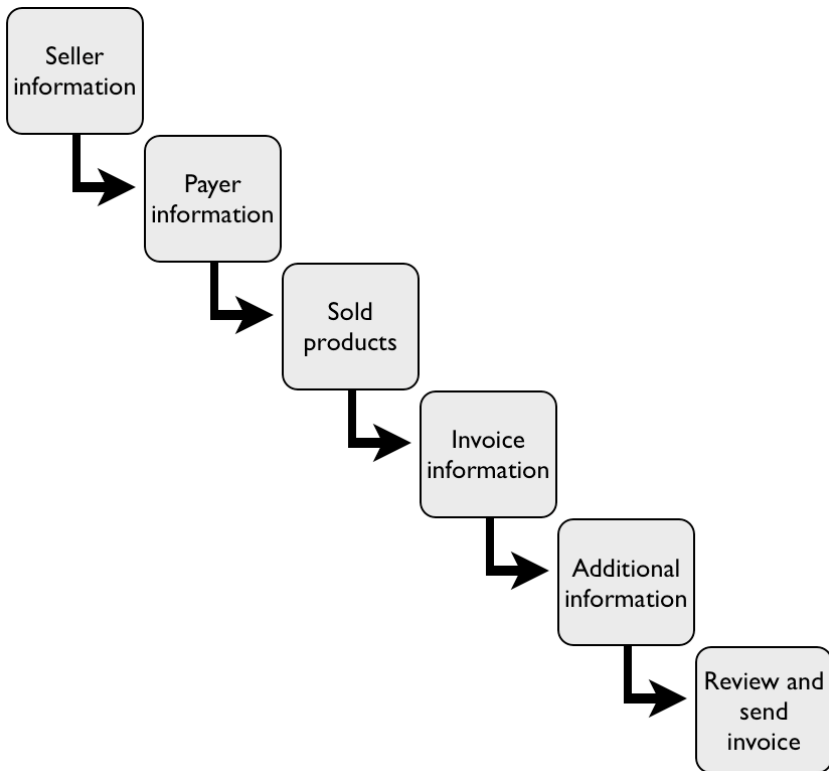 Seller
information
Payer
information
Sold
products
Invoice
information
Additional
information
Review and
send
invoice